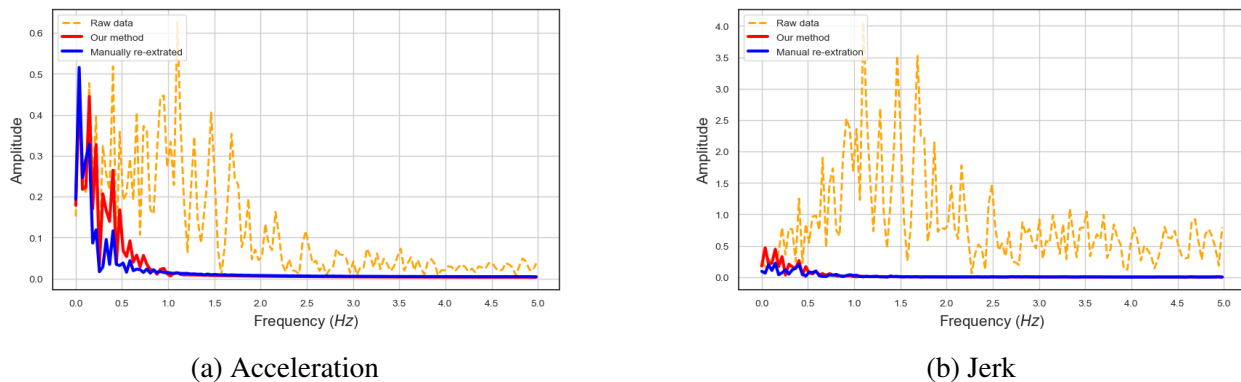 Raw data
Our method
Manually re-extrated
0.6
0.5
0.4
0.3
0.2
0.1
0.0
Amplitude
0.0 0.5 1.0 1.5 2.0 2.5 3.0 3.5 4.0 4.5 5.0
Frequency (Hz)
(a) Acceleration
Raw data
Our method
Manual re-extration
4.0
3.5
3.0
2.5
2.0
1.5
1.0
0.5
0.0
Amplitude
0.0 0.5 1.0 1.5 2.0 2.5 3.0 3.5 4.0 4.5 5.0
Frequency (Hz)
(b) Jerk